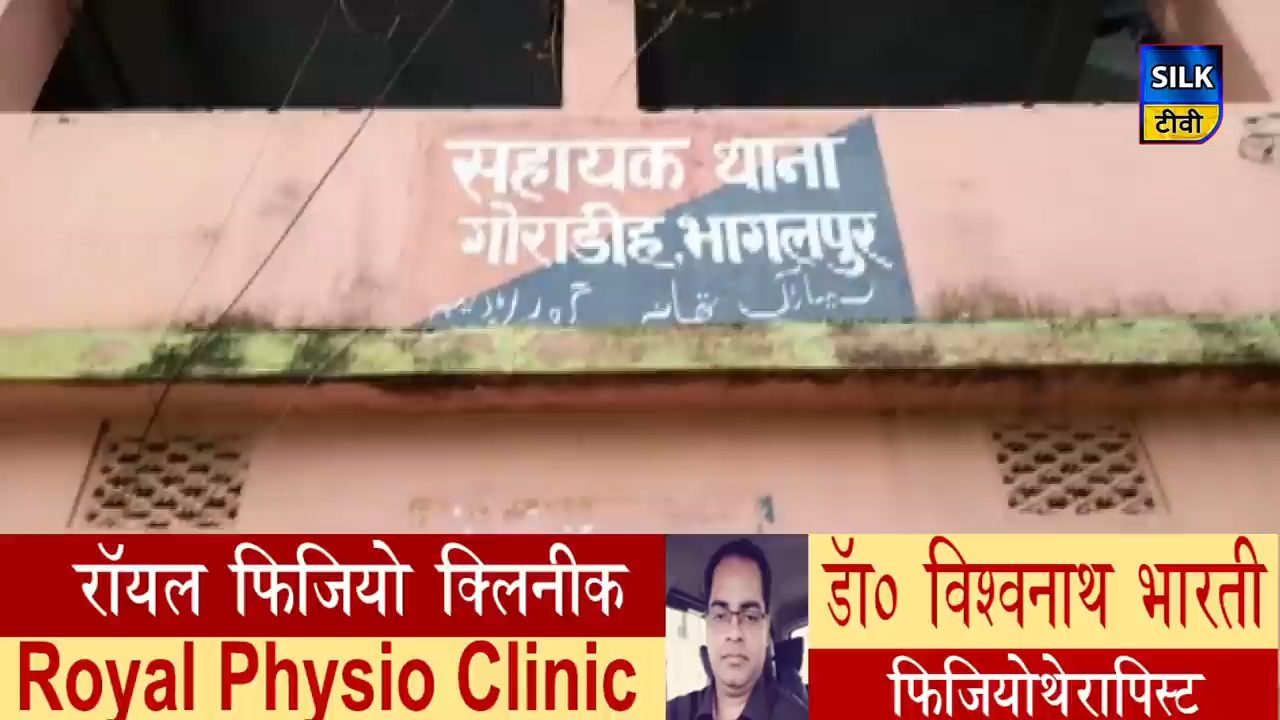 SILK
टीवी
सहायक थाना
गोराडीह,भागलपुर
रॉयल फिजियो क्लिनीक
Royal Physio Clinic
डॉ० विश्वनाथ भारती
फिजियोथेरापिस्ट